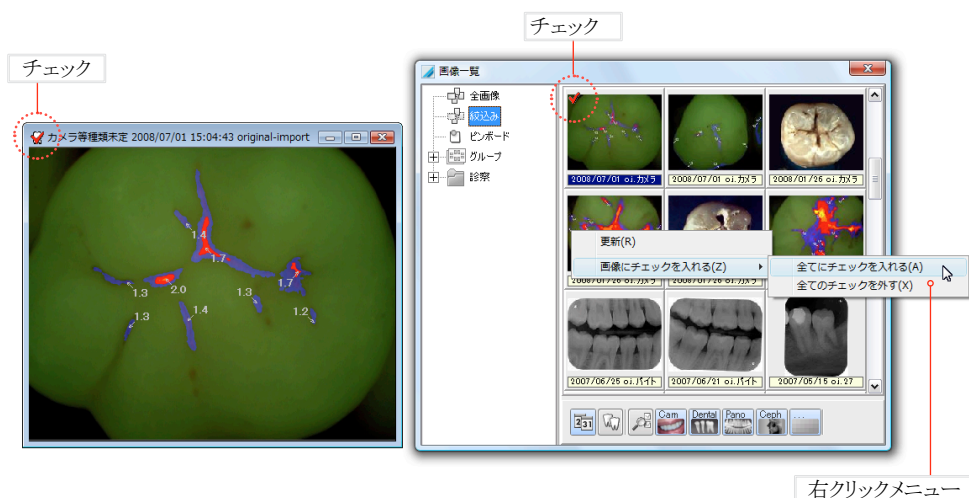 チェック
チェック
カメラ等種類未定 2008/07/01 15:04:43 original-import
1.4
1.7
1.7
1.3
2.0
1.3
1.3
1.4
1.2
画像一覧
全画像
絞込み
ピンボード
グループ
診察
2008/07/01 oi.カメラ
2008/07/01 oi.カメラ
2008/01/26 oi.カメラ
更新(R)
画像にチェックを入れる(Z)
全てにチェックを入れる(A)
全てのチェックを外す(X)
2007/06/25 oi.バイト
2007/06/21 oi.バイト
2007/05/15 oi.27
231
Cam
Dental
Pano
Ceph
...
右クリックメニュー